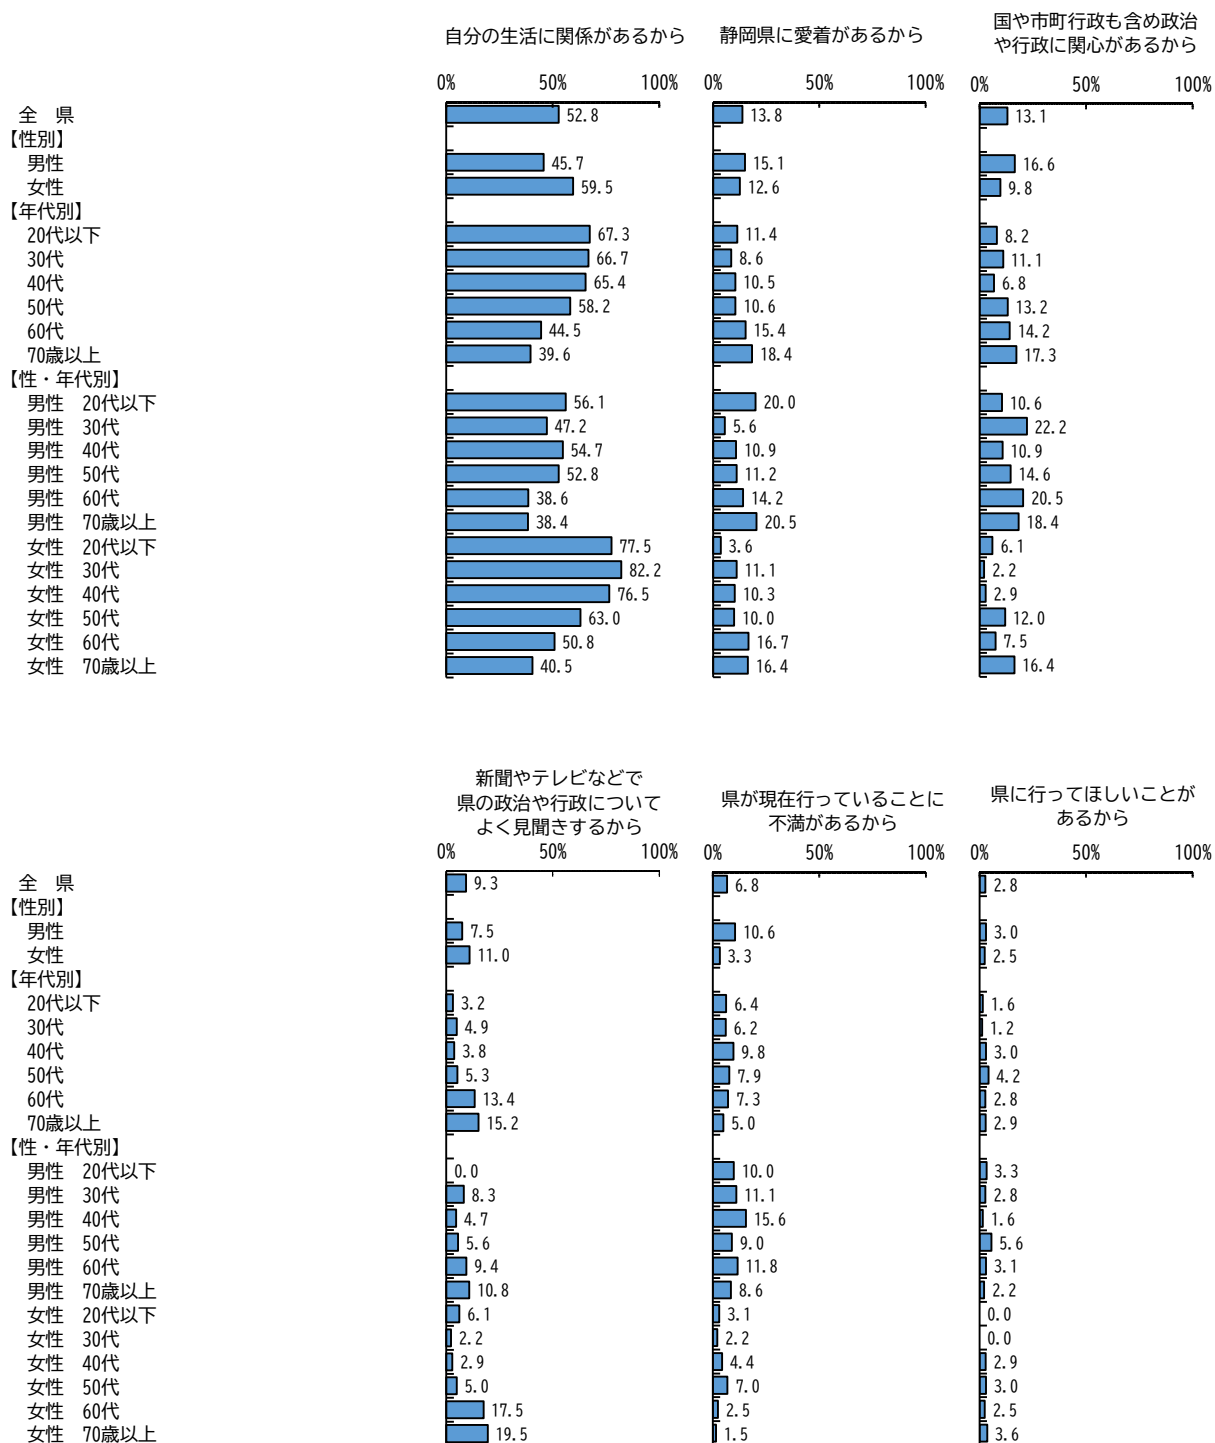 自分の生活に関係があるから 静岡県に愛着があるから 国や市町行政も含め政治
や行政に関心があるから
0% 50% 100% 0% 50% 100% 0% 50% 100%
全 県 52.8 13.8 13.1
【性別】
男性 45.7 15.1 16.6
女性 59.5 12.6 9.8
【年代別】
20代以下 67.3 11.4 8.2
30代 66.7 8.6 11.1
40代 65.4 10.5 6.8
50代 58.2 10.6 13.2
60代 44.5 15.4 14.2
70歳以上 39.6 18.4 17.3
【性・年代別】
男性 20代以下 56.1 20.0 10.6
男性 30代 47.2 5.6 22.2
男性 40代 54.7 10.9 10.9
男性 50代 52.8 11.2 14.6
男性 60代 38.6 14.2 20.5
男性 70歳以上 38.4 20.5 18.4
女性 20代以下 77.5 3.6 6.1
女性 30代 82.2 11.1 2.2
女性 40代 76.5 10.3 2.9
女性 50代 63.0 10.0 12.0
女性 60代 50.8 16.7 7.5
女性 70歳以上 40.5 16.4 16.4
新聞やテレビなどで
県の政治や行政について
よく見聞きするから
県が現在行っていることに
不満があるから
県に行ってほしいことが
あるから
0% 50% 100% 0% 50% 100% 0% 50% 100%
全 県 9.3 6.8 2.8
【性別】
男性 7.5 10.6 3.0
女性 11.0 3.3 2.5
【年代別】
20代以下 3.2 6.4 1.6
30代 4.9 6.2 1.2
40代 3.8 9.8 3.0
50代 5.3 7.9 4.2
60代 13.4 7.3 2.8
70歳以上 15.2 5.0 2.9
【性・年代別】
男性 20代以下 0.0 10.0 3.3
男性 30代 8.3 11.1 2.8
男性 40代 4.7 15.6 1.6
男性 50代 5.6 9.0 5.6
男性 60代 9.4 11.8 3.1
男性 70歳以上 10.8 8.6 2.2
女性 20代以下 6.1 3.1 0.0
女性 30代 2.2 2.2 0.0
女性 40代 2.9 4.4 2.9
女性 50代 5.0 7.0 3.0
女性 60代 17.5 2.5 2.5
女性 70歳以上 19.5 1.5 3.6